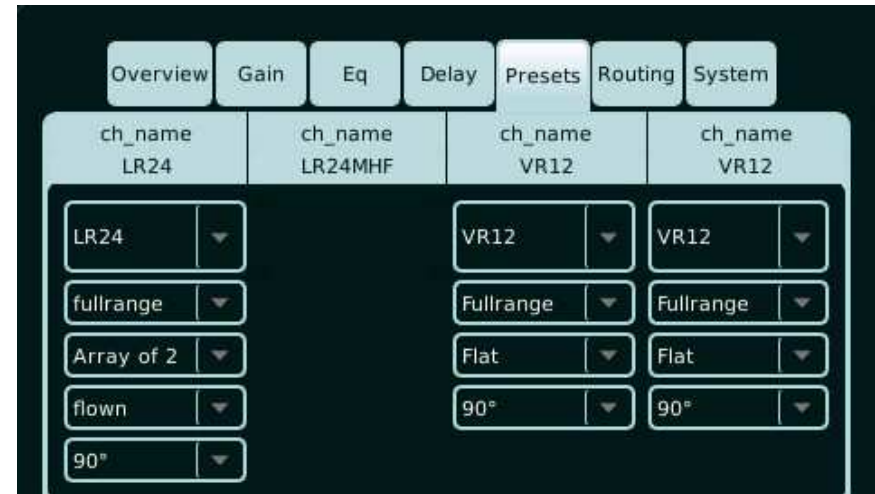 Overview Gain Eq Delay Presets Routing System
ch_name ch_name ch_name ch_name
LR24 LR24MHF VR12 VR12
LR24 VR12 VR12
fullrange Fullrange Fullrange
Array of 2 Flat Flat
flown 90° 90°
90°